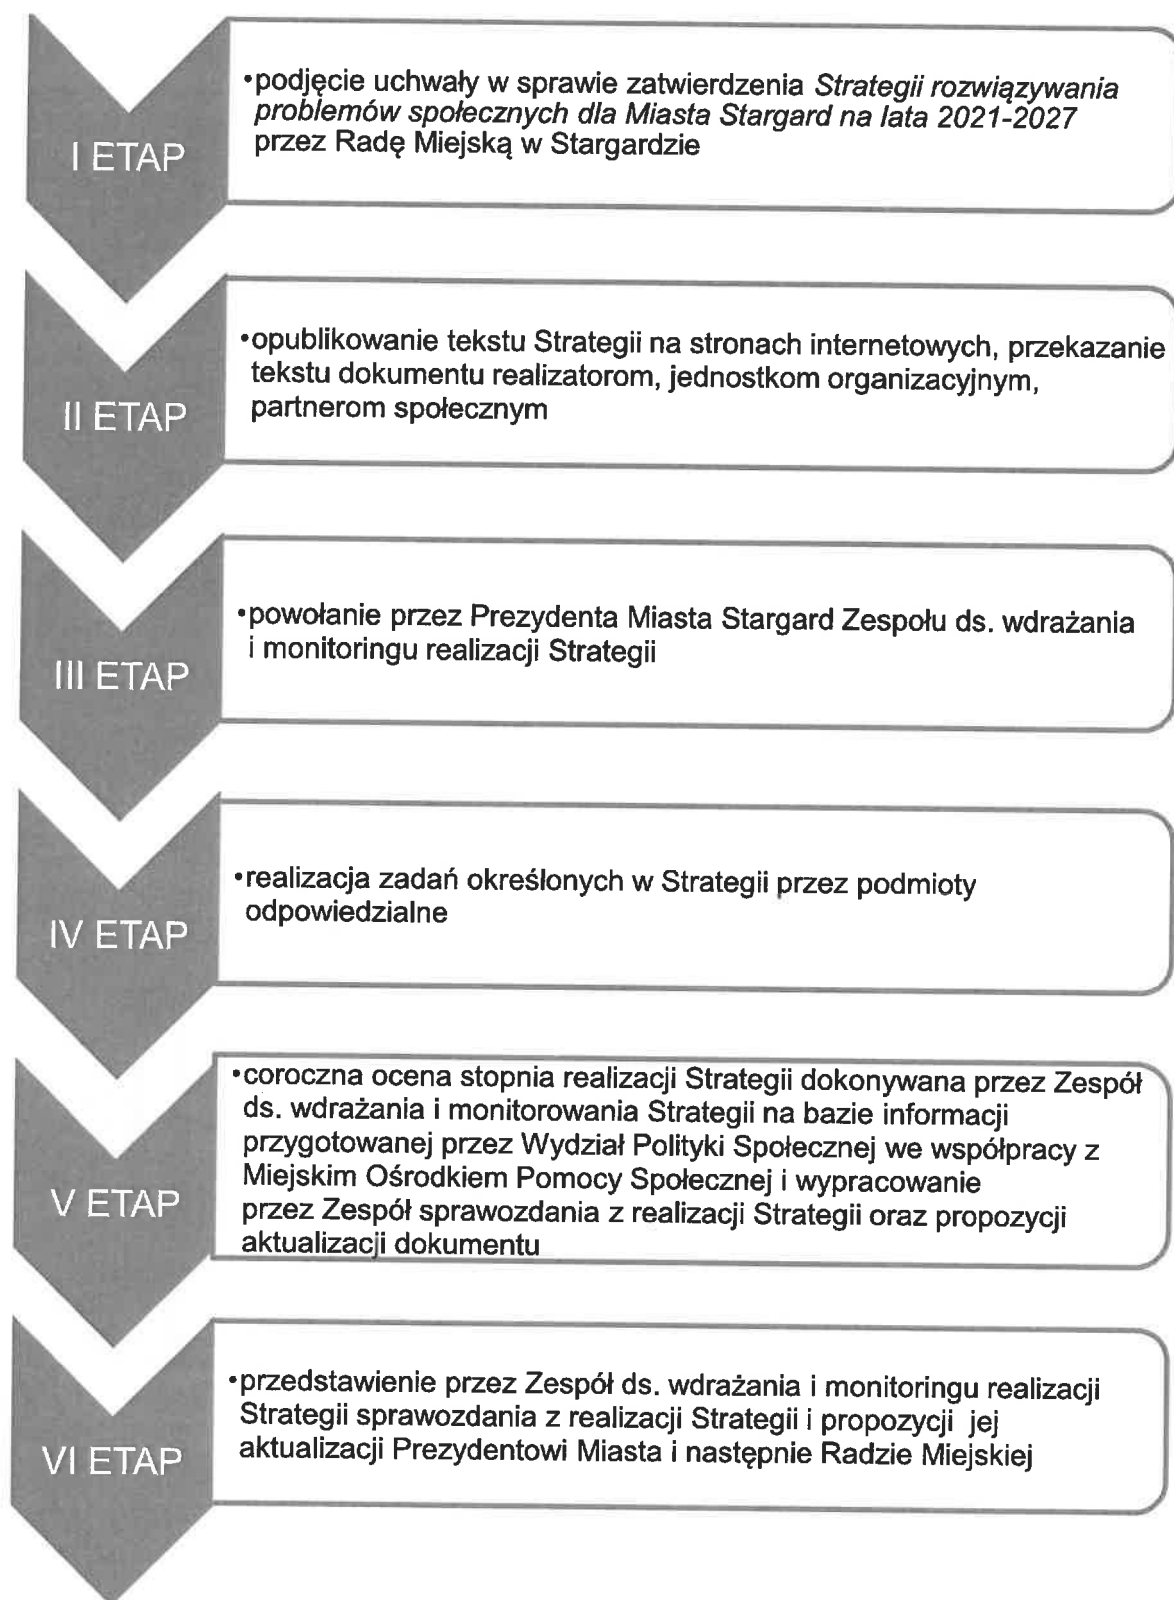 I ETAP
•podjęcie uchwały w sprawie zatwierdzenia Strategii rozwiązywania
problemów społecznych dla Miasta Stargard na lata 2021-2027
przez Radę Miejską w Stargardzie
II ETAP
•opublikowanie tekstu Strategii na stronach internetowych, przekazanie
tekstu dokumentu realizatorom, jednostkom organizacyjnym,
partnerom społecznym
III ETAP
•powołanie przez Prezydenta Miasta Stargard Zespołu ds. wdrażania
i monitoringu realizacji Strategii
IV ETAP
•realizacja zadań określonych w Strategii przez podmioty
odpowiedzialne
V ETAP
•coroczna ocena stopnia realizacji Strategii dokonywana przez Zespół
ds. wdrażania i monitorowania Strategii na bazie informacji
przygotowanej przez Wydział Polityki Społecznej we współpracy z
Miejskim Ośrodkiem Pomocy Społecznej i wypracowanie
przez Zespół sprawozdania z realizacji Strategii oraz propozycji
aktualizacji dokumentu
VI ETAP
•przedstawienie przez Zespół ds. wdrażania i monitoringu realizacji
Strategii sprawozdania z realizacji Strategii i propozycji jej
aktualizacji Prezydentowi Miasta i następnie Radzie Miejskiej